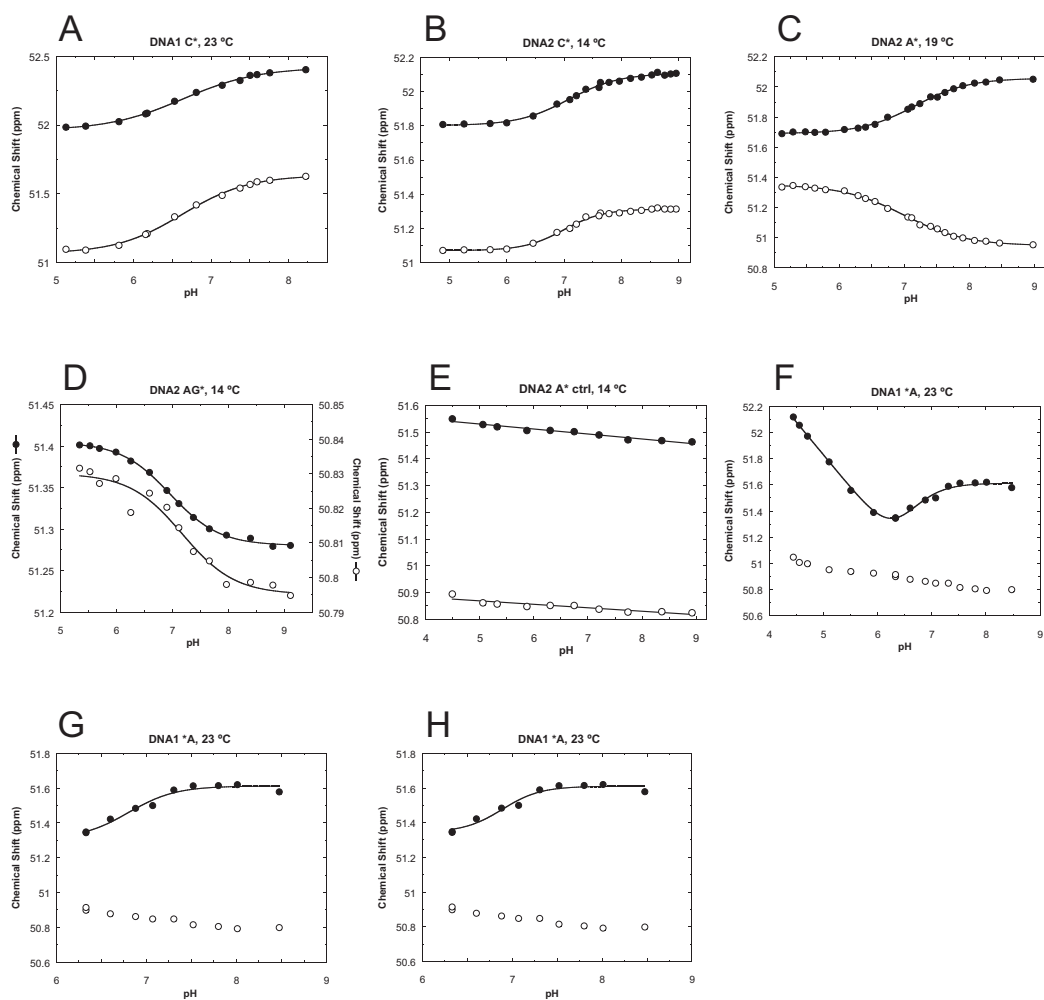 A
DNA1 C*, 23 ºC
52.5
52
51.5
51
Chemical Shift (ppm)
5 6 7 8
pH
B
DNA2 C*, 14 ºC
52.2
52
51.8
51.6
51.4
51.2
51
Chemical Shift (ppm)
5 6 7 8 9
pH
C
DNA2 A*, 19 ºC
52.2
52
51.8
51.6
51.4
51.2
51
50.8
Chemical Shift (ppm)
5 6 7 8 9
pH
D
DNA2 AG*, 14 ºC
51.45
51.4
51.35
51.3
51.25
51.2
Chemical Shift (ppm)
50.85
50.84
50.83
50.82
50.81
50.8
50.79
Chemical Shift (ppm)
5 6 7 8 9
pH
E
DNA2 A* ctrl, 14 ºC
51.6
51.5
51.4
51.3
51.2
51.1
51
50.9
50.8
Chemical Shift (ppm)
4 5 6 7 8 9
pH
F
DNA1 *A, 23 ºC
52.2
52
51.8
51.6
51.4
51.2
51
50.8
50.6
Chemical Shift (ppm)
4 5 6 7 8 9
pH
G
DNA1 *A, 23 ºC
51.8
51.6
51.4
51.2
51
50.8
50.6
Chemical Shift (ppm)
6 7 8 9
pH
H
DNA1 *A, 23 ºC
51.8
51.6
51.4
51.2
51
50.8
50.6
Chemical Shift (ppm)
6 7 8 9
pH